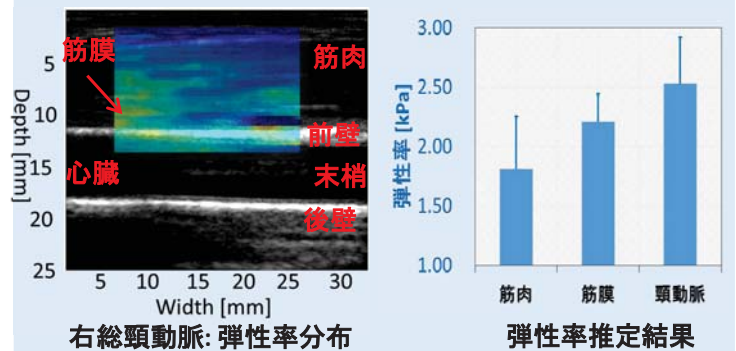 筋膜
筋肉
前壁
心臓
末梢
後壁
Depth [mm]
5
10
15
20
25
5
10
15
20
25
30
Width [mm]
右総頸動脈: 弾性率分布
弾性率 [kPa]
3.00
2.50
2.00
1.50
1.00
筋肉
筋膜
頸動脈
弾性率推定結果